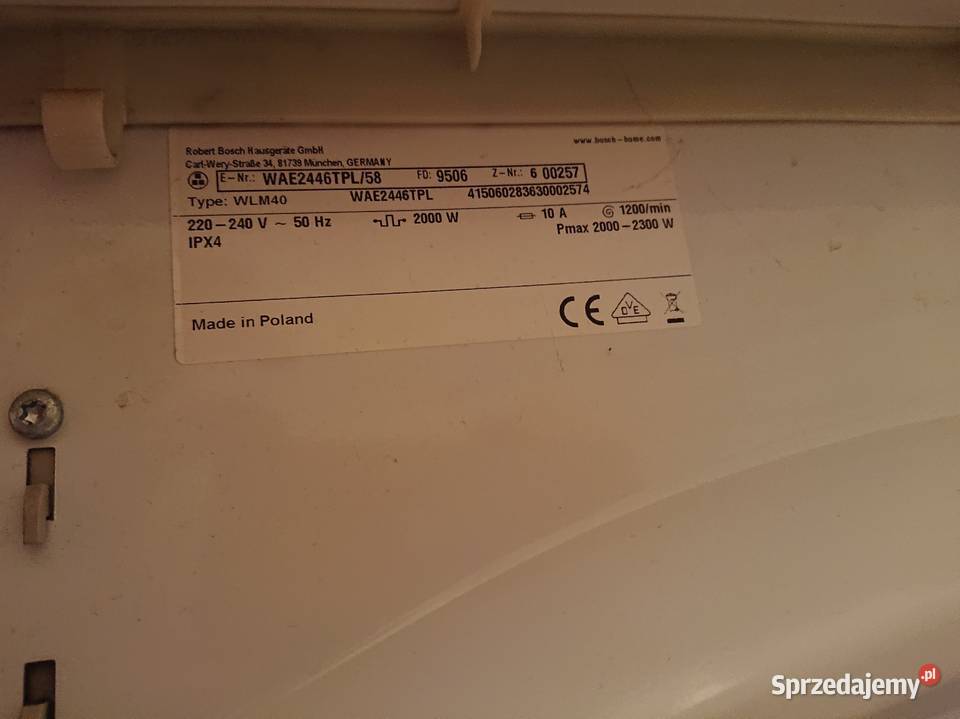 www.bosch-home.com
Robert Bosch Hausgeräte GmbH
Carl-Wery-Straße 34, 81739 München, GERMANY
E-Nr.: WAE2446TPL/58 FD: 9506 Z-Nr.: 6 00257
Type: WLM40 WAE2446TPL 415060283630002574
220-240 V ~ 50 Hz 2000 W 10 A 1200/min
IPX4 Pmax 2000-2300 W
Made in Poland CE DVE
Sprzedajemy.pl